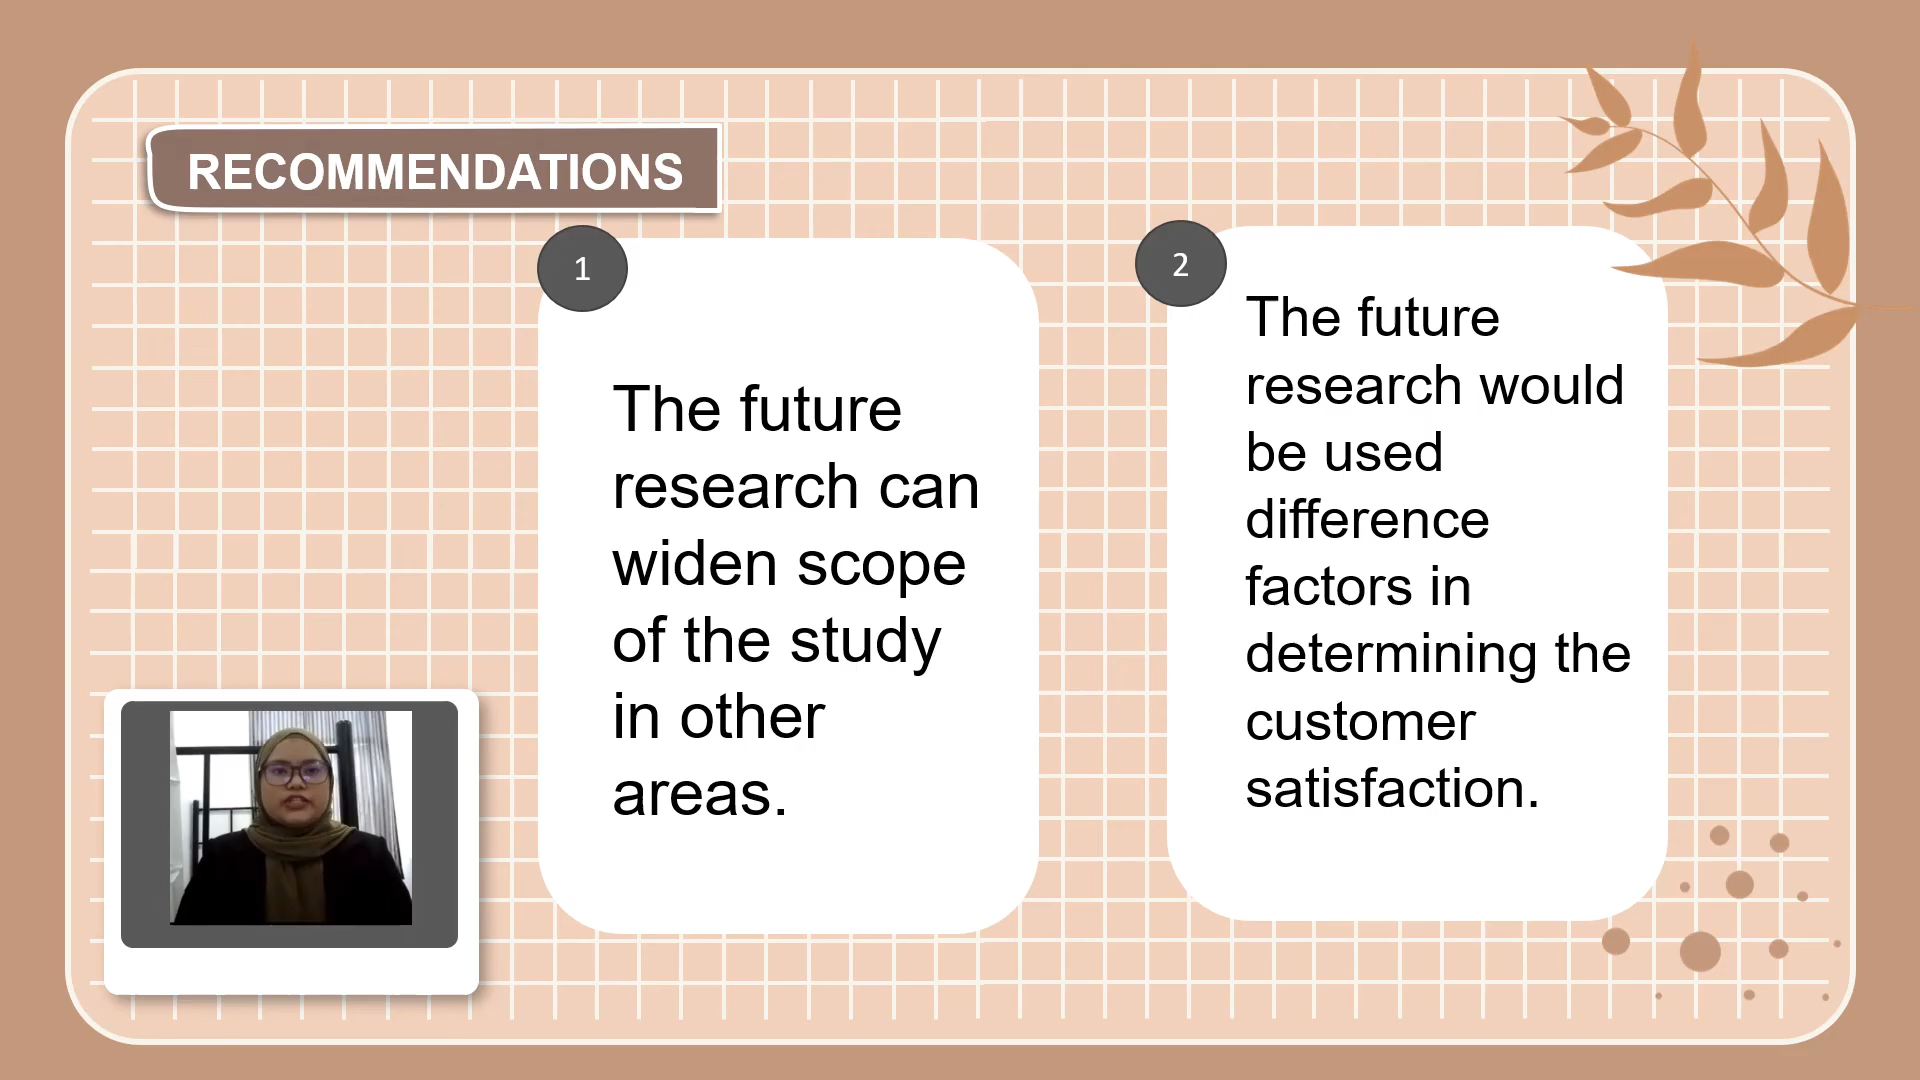 RECOMMENDATIONS
1
The future
research can
widen scope
of the study
in other
areas.
2
The future
research would
be used
difference
factors in
determining the
customer
satisfaction.